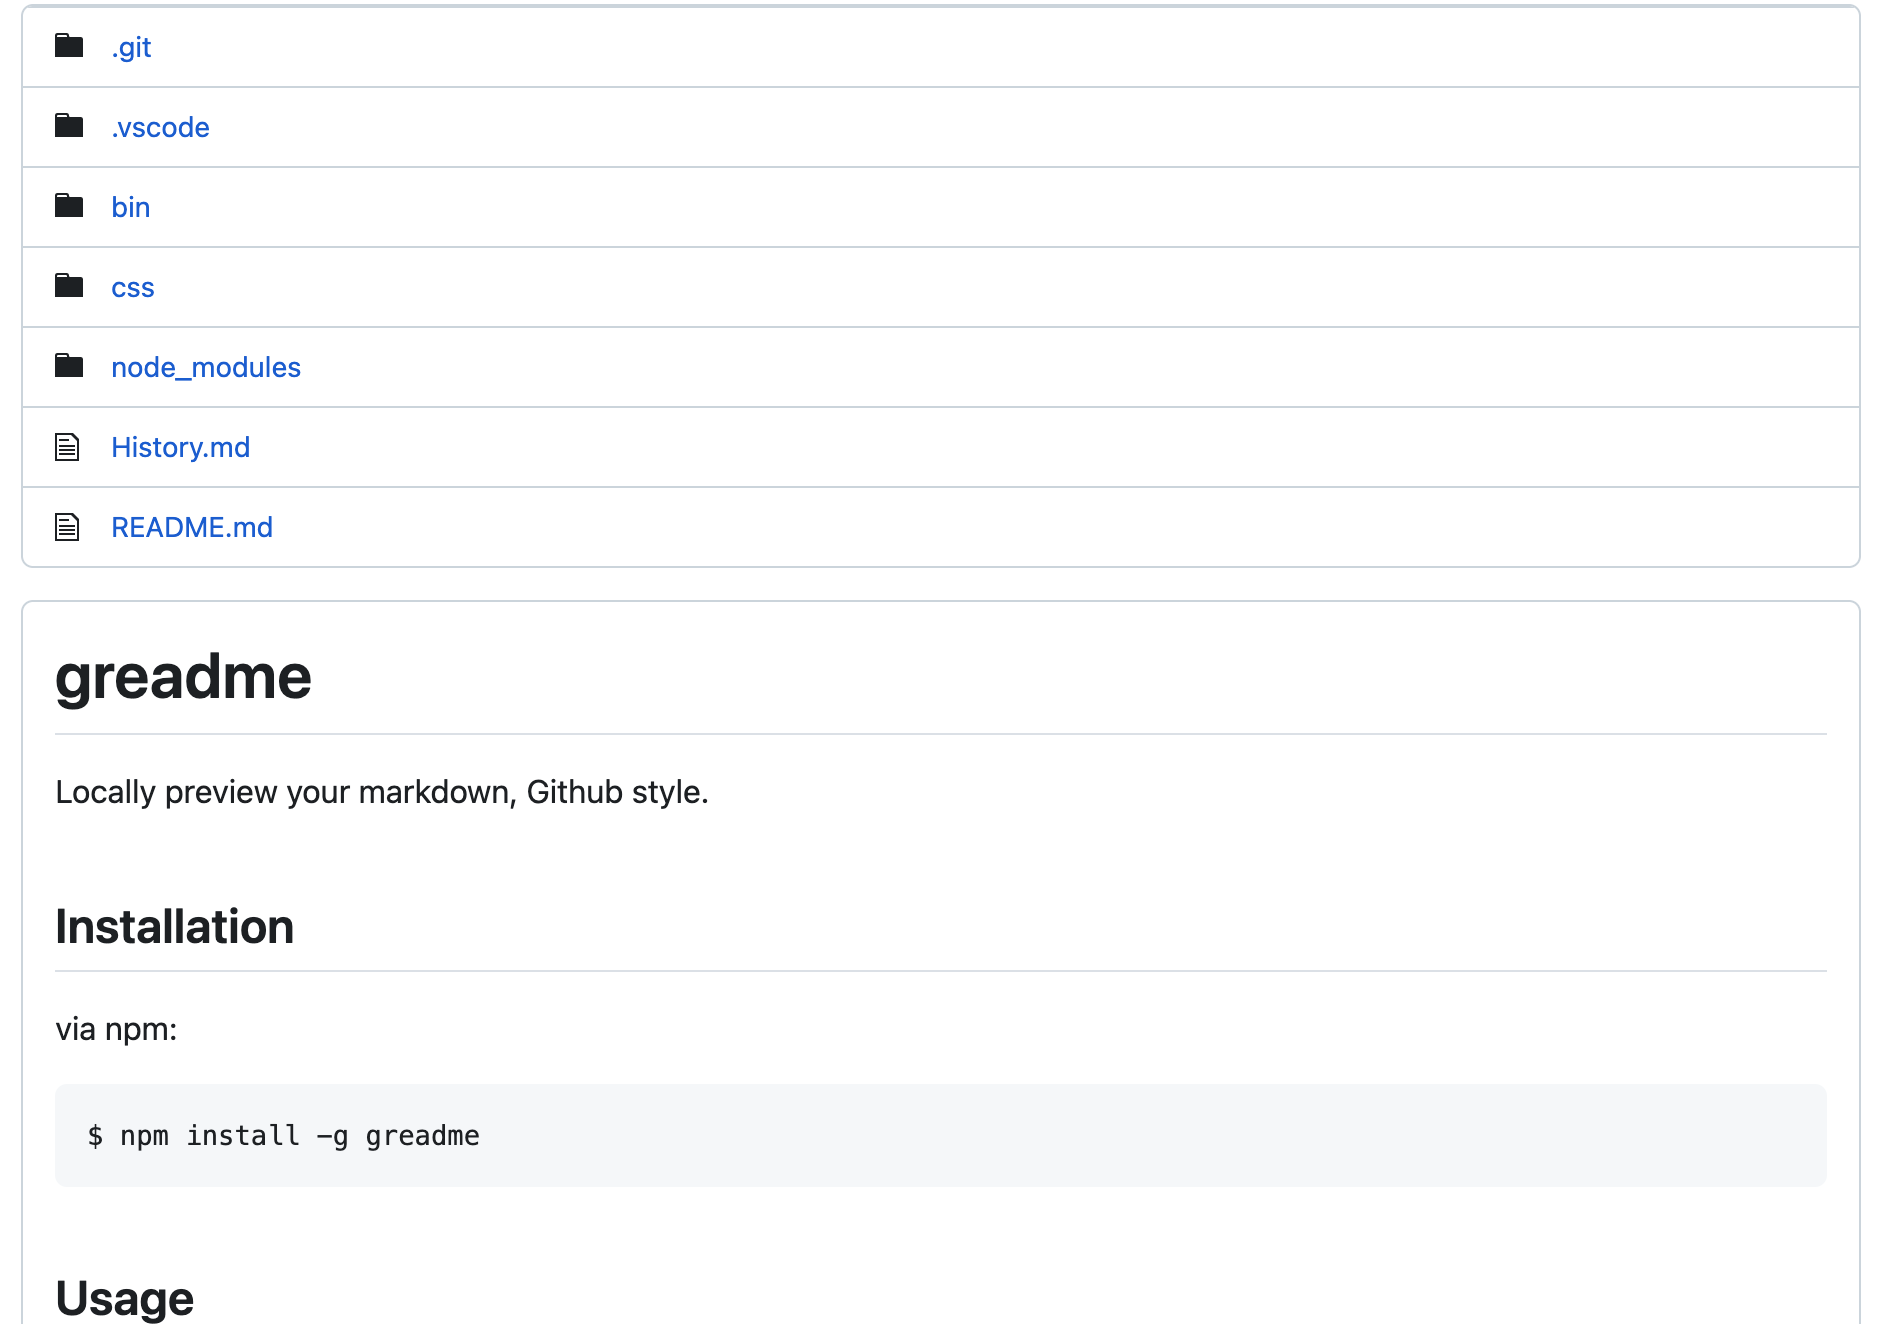 .git
.vscode
bin
css
node_modules
History.md
README.md
greadme
Locally preview your markdown, Github style.
Installation
via npm:
$ npm install -g greadme
Usage